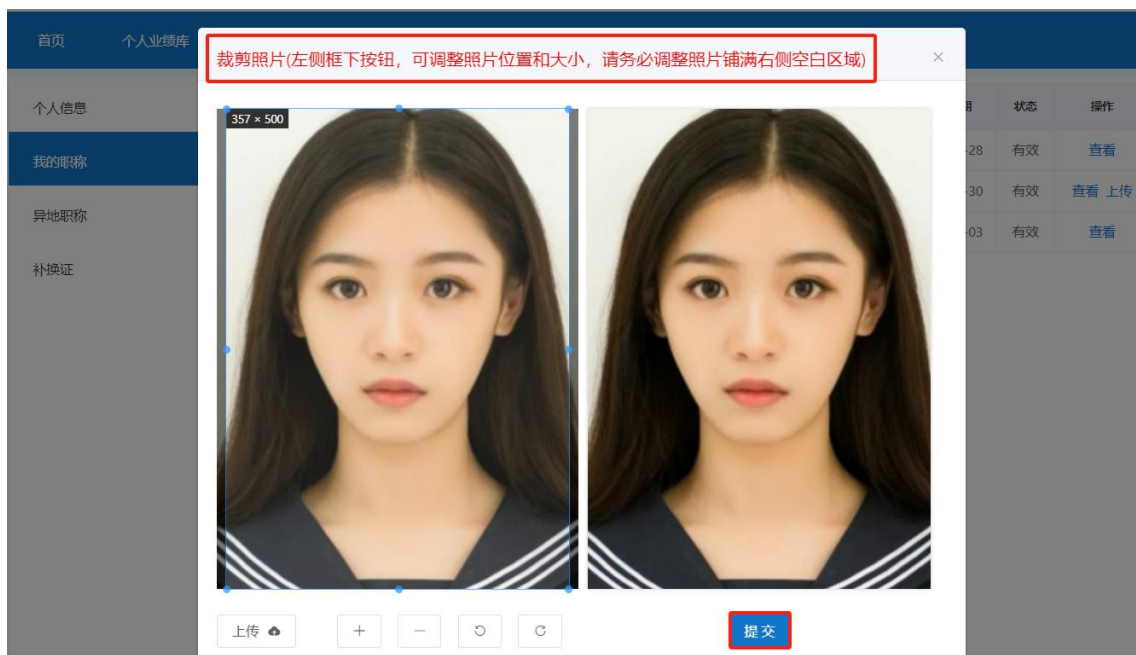 首页 个人业绩库
裁剪照片(左侧框下按钮，可调整照片位置和大小，请务必调整照片铺满右侧空白区域)
个人信息
我的职称
异地职称
补换证
357 × 500
期 状态 操作
-28 有效 查看
-30 有效 查看 上传
-03 有效 查看
上传
提交